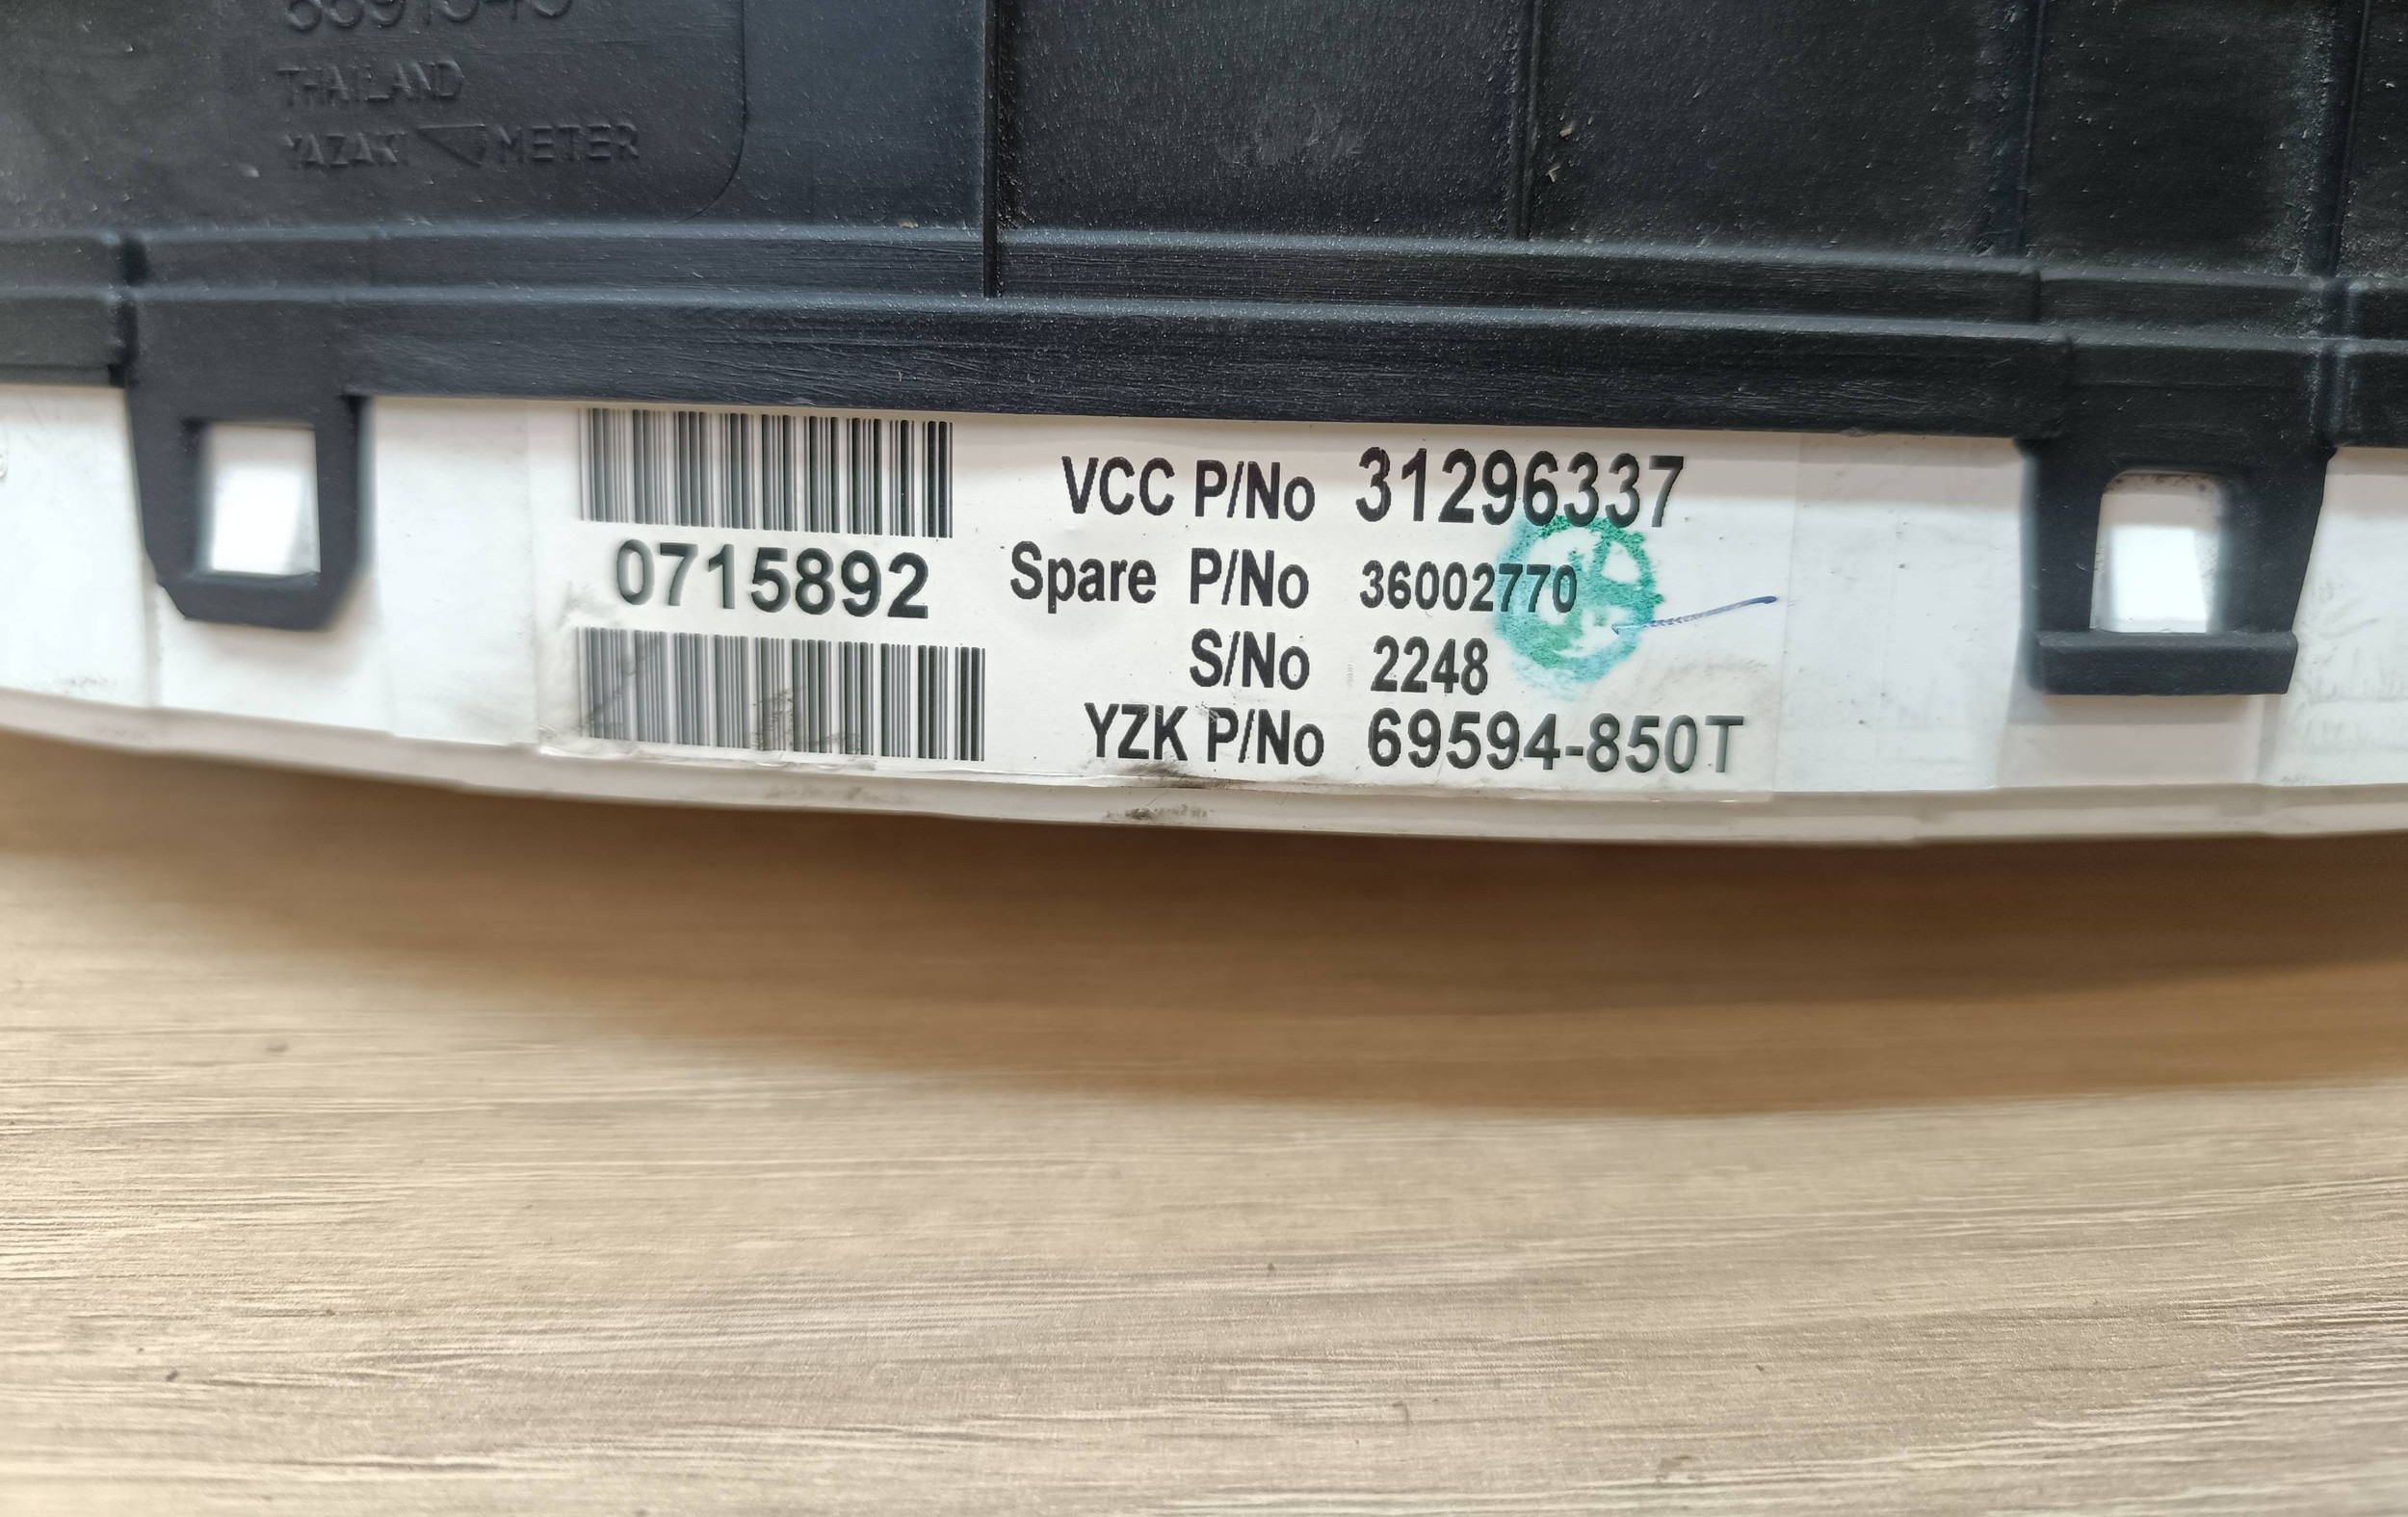 THAILAND
YAZAKI METER
0715892
VCC P/No 31296337
Spare P/No 36002770
S/No 2248
YZK P/No 69594-850T